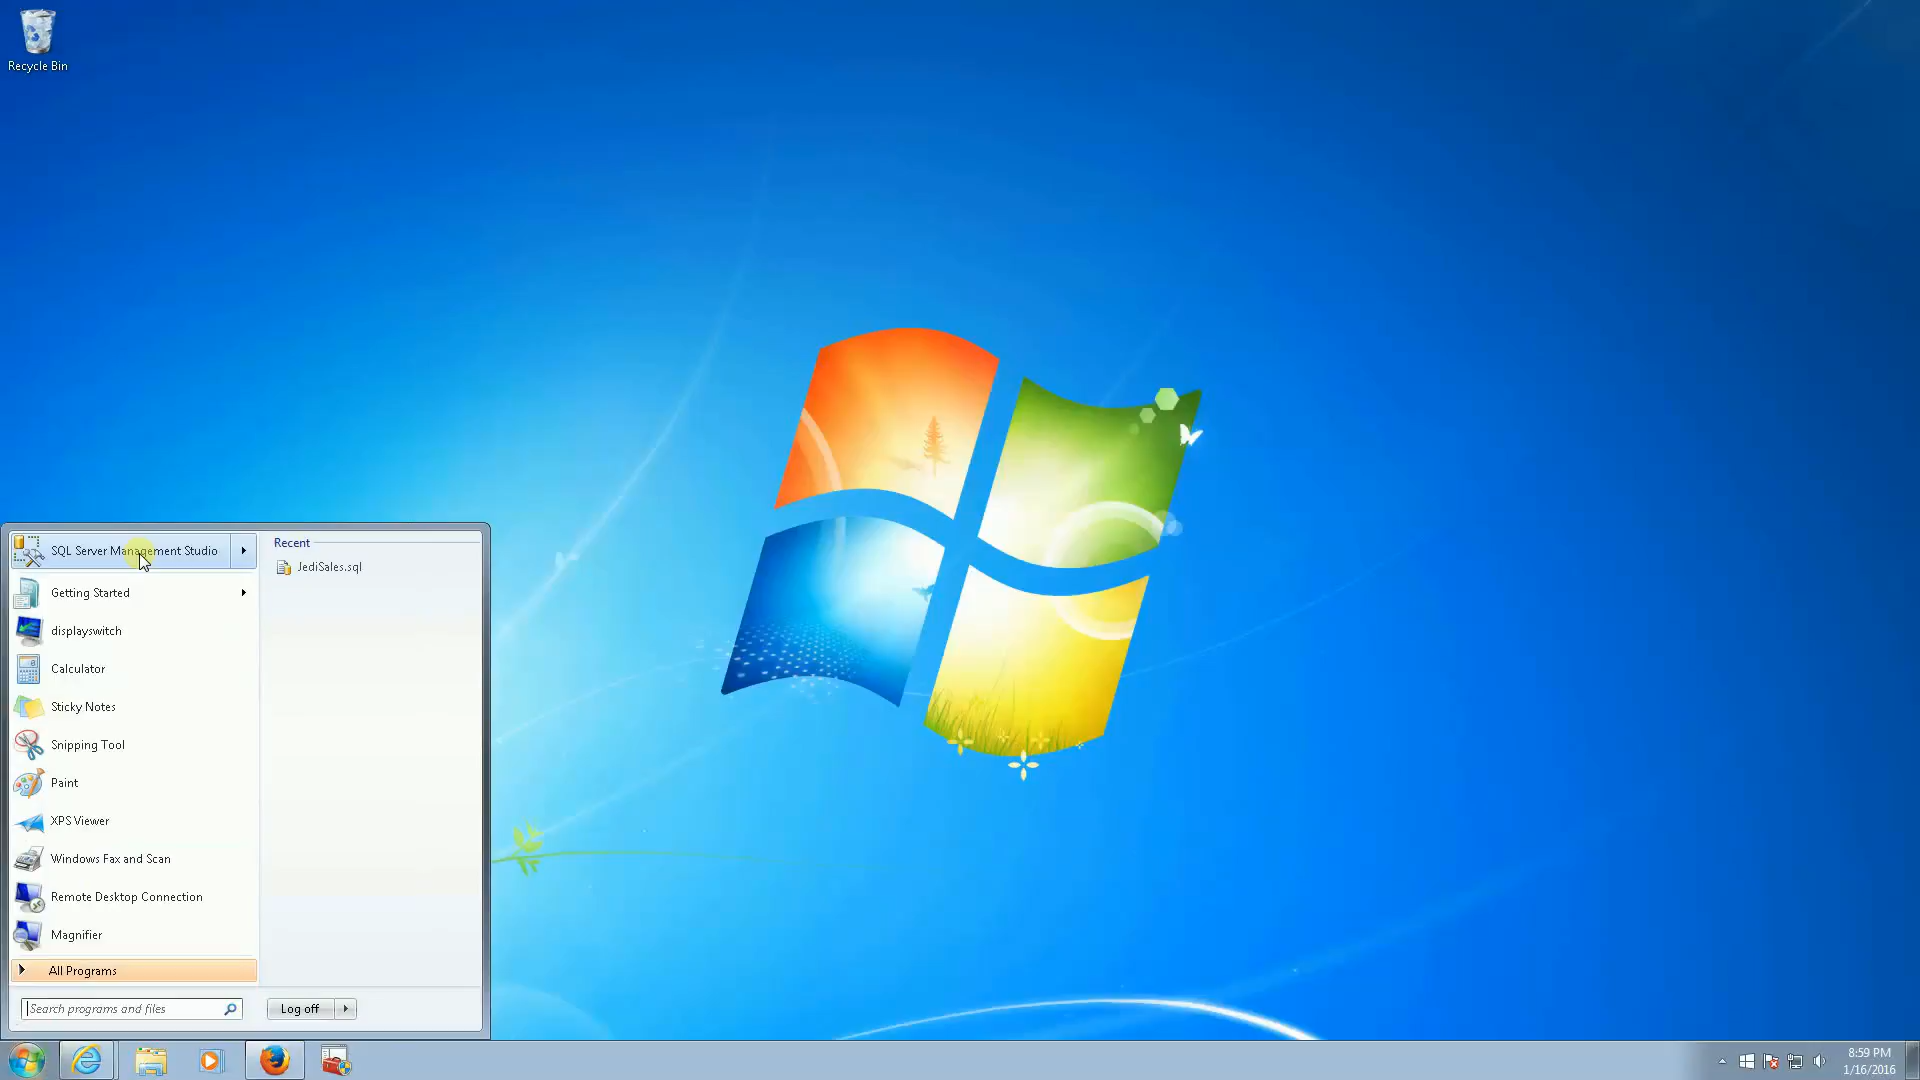 Recycle Bin
SQL Server Management Studio
Getting Started
displayswitch
Calculator
Sticky Notes
Snipping Tool
Paint
XPS Viewer
Windows Fax and Scan
Remote Desktop Connection
Magnifier
All Programs
Search programs and files
Recent
JediSales.sql
Log off
8:59 PM
1/16/2016